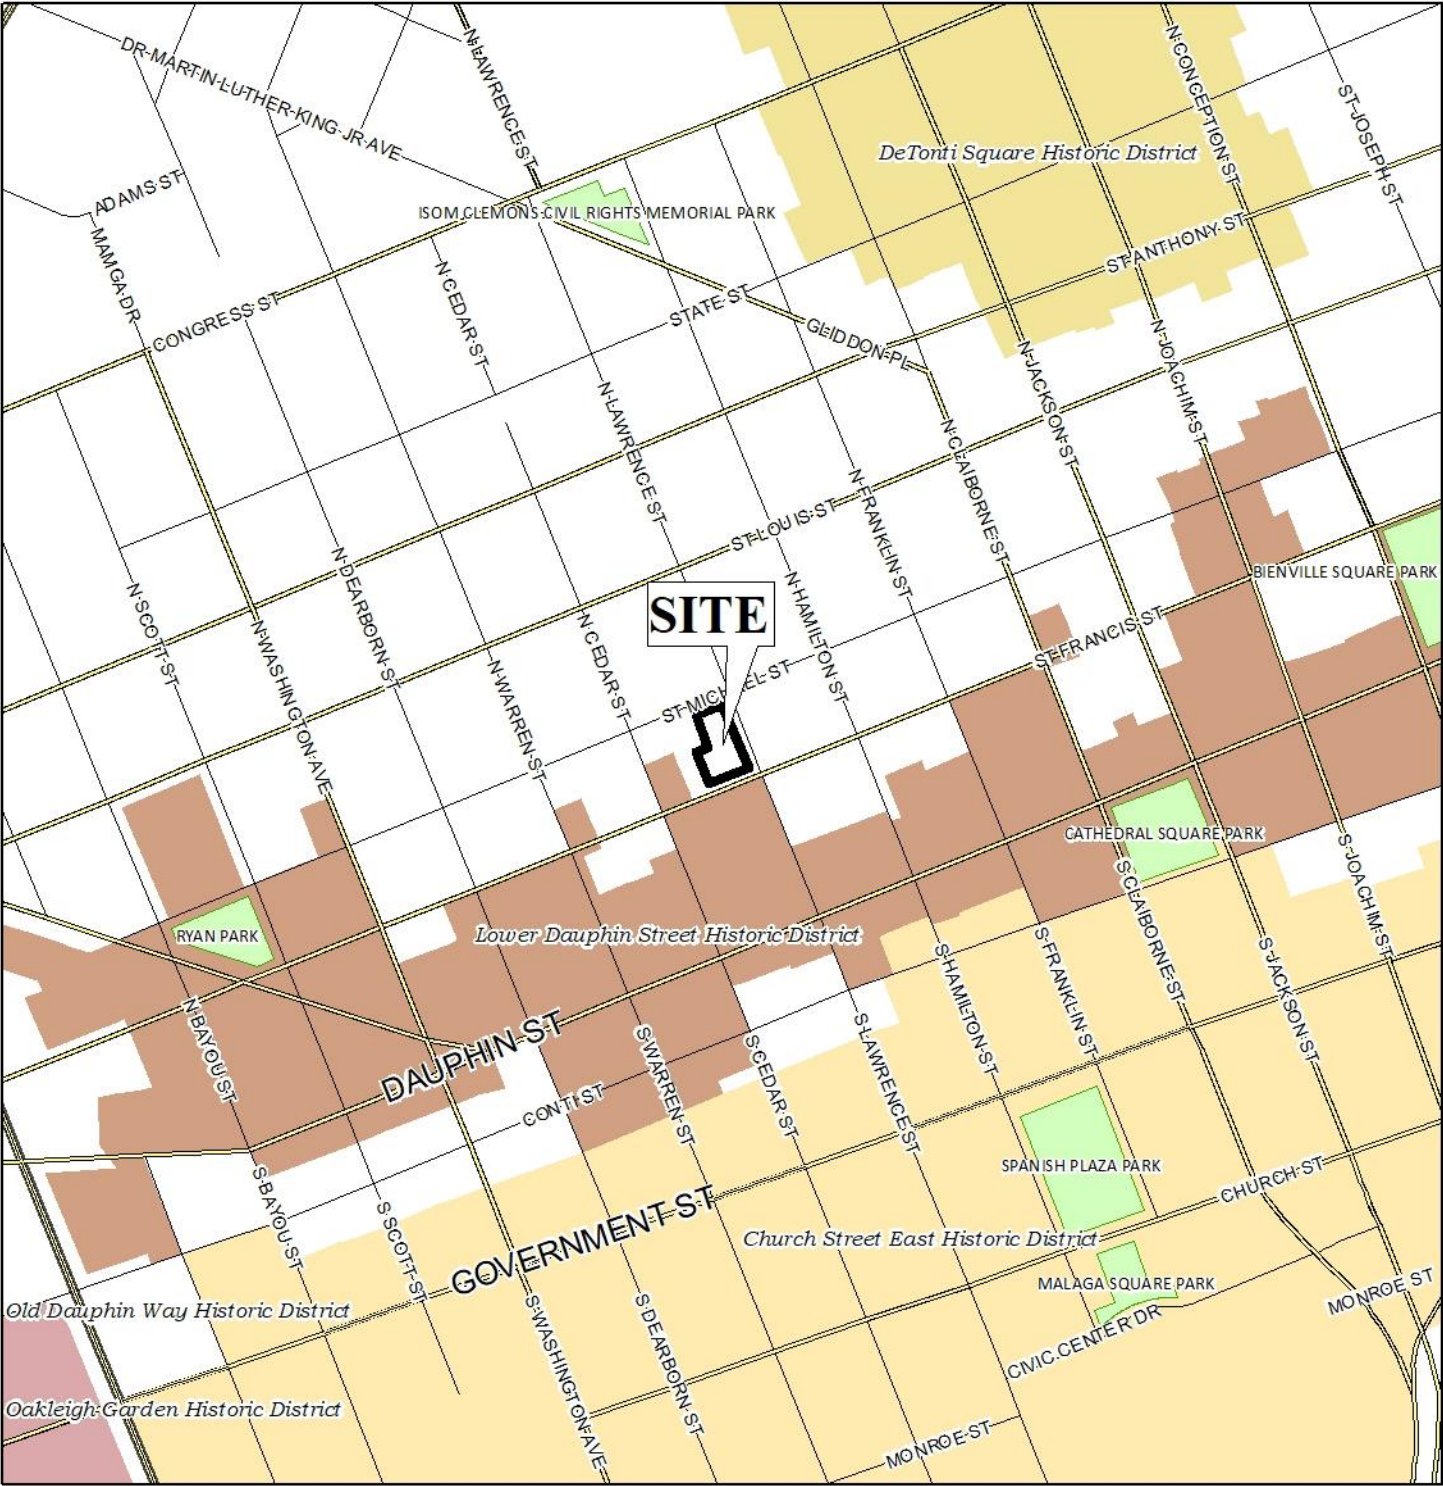 DR MARTIN LUTHER KING JR AVE
N LAWRENCE ST
N CONCEPTION ST
ST JOSEPH ST
DeTonti Square Historic District
ADAMS ST
ISOM CLEMONS CIVIL RIGHTS MEMORIAL PARK
MAMGA DR
ST ANTHONY ST
N CEDAR ST
STATE ST
CONGRESS ST
GLIDDON PL
N JACKSON ST
N JOACHIM ST
N LAWRENCE ST
N CLAIBORNE ST
N FRANKLIN ST
ST LOUIS ST
N DEARBORN ST
BIENVILLE SQUARE PARK
N SCOTT ST
N HAMILTON ST
SITE
N WASHINGTON AVE
N CEDAR ST
ST FRANCIS ST
N WARREN ST
ST MICHAEL ST
CATHEDRAL SQUARE PARK
S JOACHIM ST
S CLAIBORNE ST
RYAN PARK
Lower Dauphin Street Historic District
S HAMILTON ST
S FRANKLIN ST
S JACKSON ST
N BAYOU ST
DAUPHIN ST
S WARREN ST
S CEDAR ST
S LAWRENCE ST
CONTI ST
SPANISH PLAZA PARK
S BAYOU ST
CHURCH ST
GOVERNMENT ST
S SCOTT ST
Church Street East Historic District
MALAGA SQUARE PARK
MONROE ST
Old Dauphin Way Historic District
S WASHINGTON AVE
S DEARBORN ST
CIVIC CENTER DR
Oakleigh Garden Historic District
MONROE ST